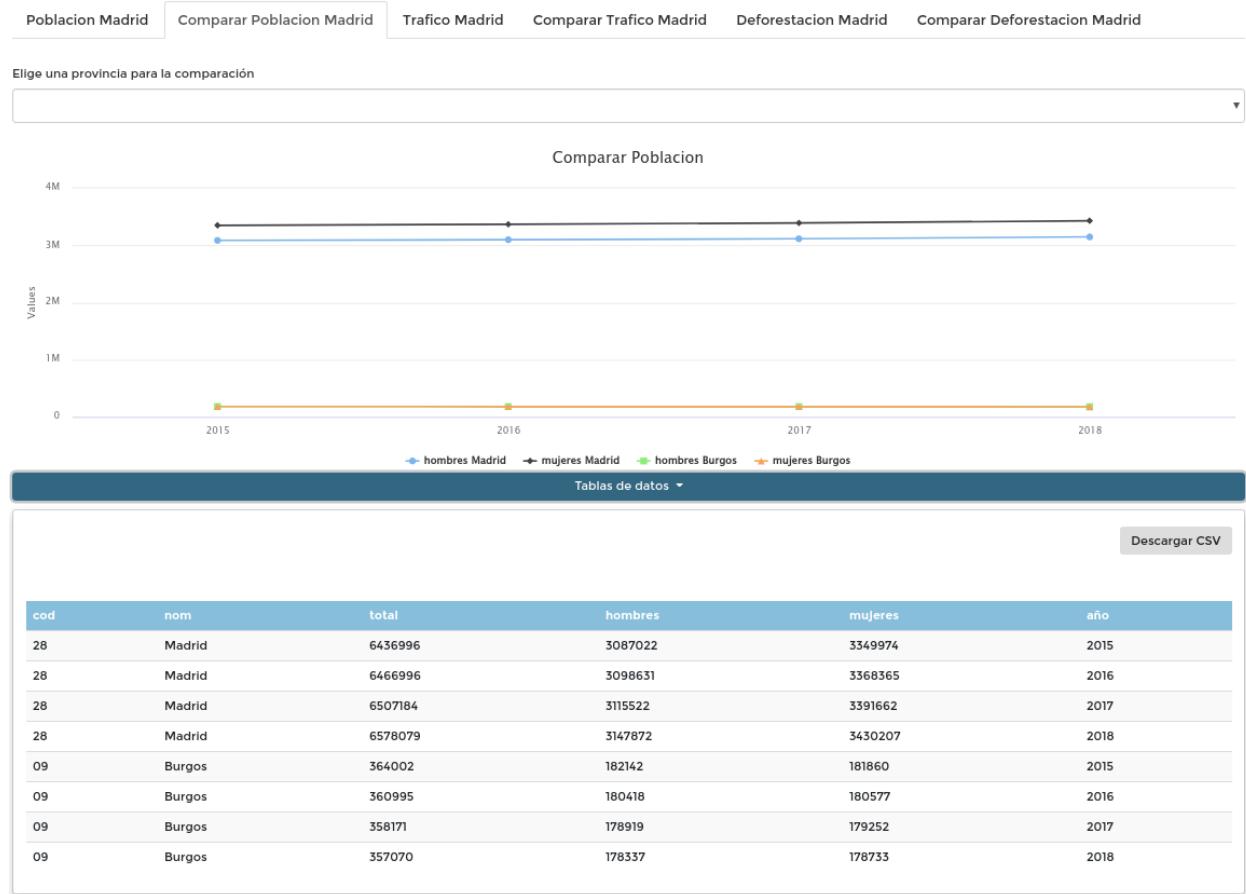 Poblacion Madrid Comparar Poblacion Madrid Trafico Madrid Comparar Trafico Madrid Deforestacion Madrid Comparar Deforestacion Madrid
Elige una provincia para la comparación
Comparar Poblacion
4M
3M
2M
1M
0
Values
2015 2016 2017 2018
hombres Madrid mujeres Madrid hombres Burgos mujeres Burgos
Tablas de datos
Descargar CSV
cod nom total hombres mujeres año
28 Madrid 6436996 3087022 3349974 2015
28 Madrid 6466996 3098631 3368365 2016
28 Madrid 6507184 3115522 3391662 2017
28 Madrid 6578079 3147872 3430207 2018
09 Burgos 364002 182142 181860 2015
09 Burgos 360995 180418 180577 2016
09 Burgos 358171 178919 179252 2017
09 Burgos 357070 178337 178733 2018